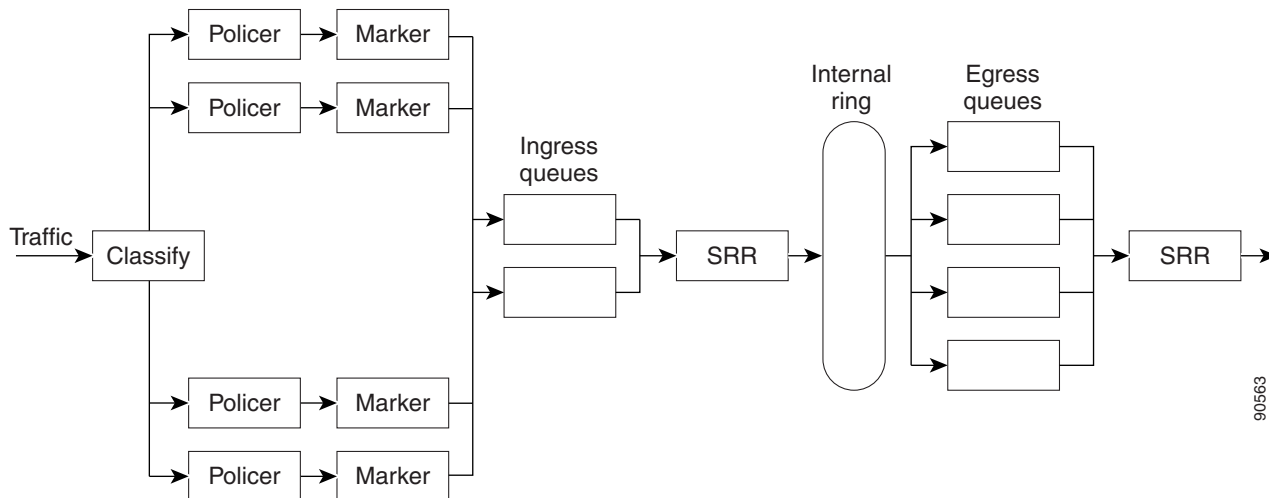 Policer
Marker
Policer
Marker
Internal
ring
Egress
queues
Ingress
queues
Traffic
Classify
SRR
SRR
Policer
Marker
Policer
Marker
90563